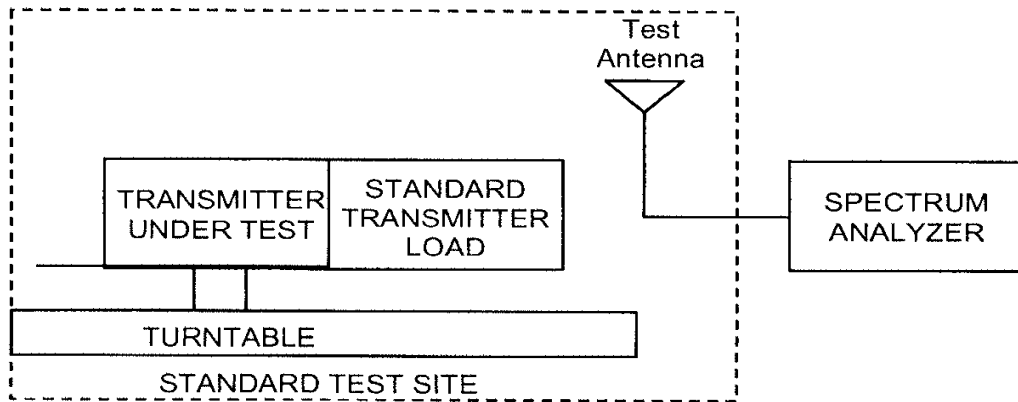 Test
Antenna
TRANSMITTER
UNDER TEST
STANDARD
TRANSMITTER
LOAD
SPECTRUM
ANALYZER
TURNTABLE
STANDARD TEST SITE